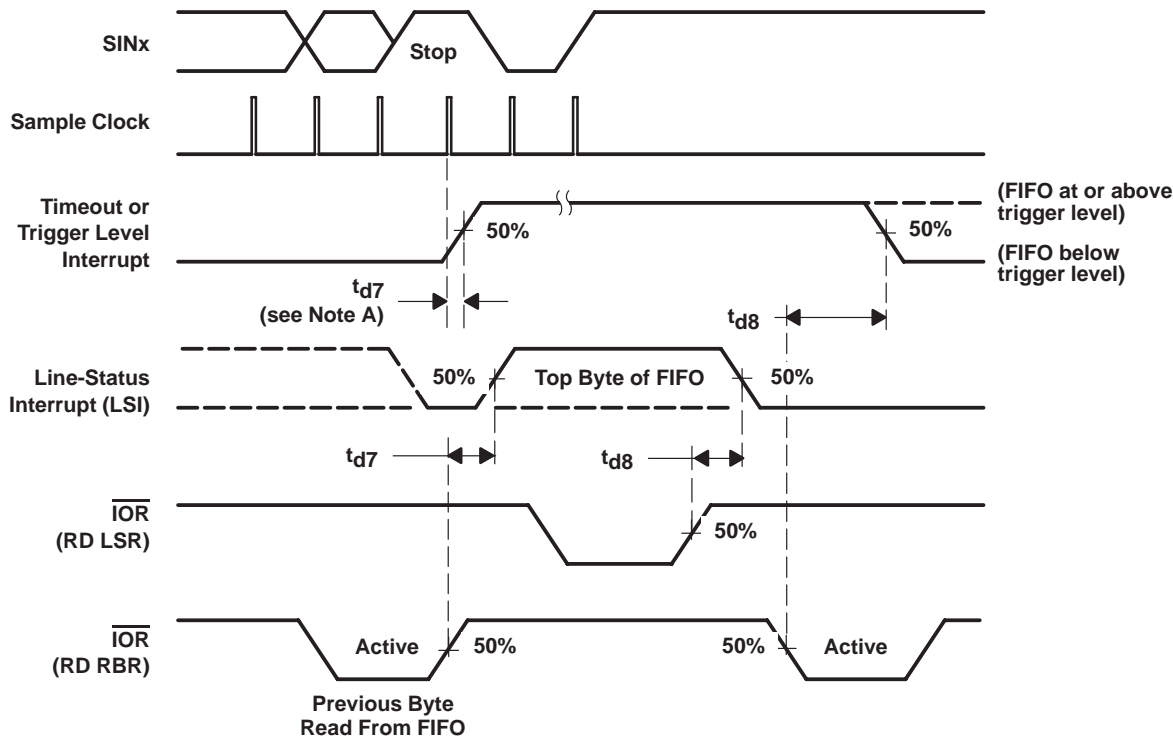 SINx
Stop
Sample Clock
Timeout or
Trigger Level
Interrupt
50%
50%
(FIFO at or above
trigger level)
(FIFO below
trigger level)
td7
(see Note A)
td8
Line-Status
Interrupt (LSI)
50%
Top Byte of FIFO
50%
td7
td8
IOR
(RD LSR)
50%
IOR
(RD RBR)
Active
50%
50%
Active
Previous Byte
Read From FIFO